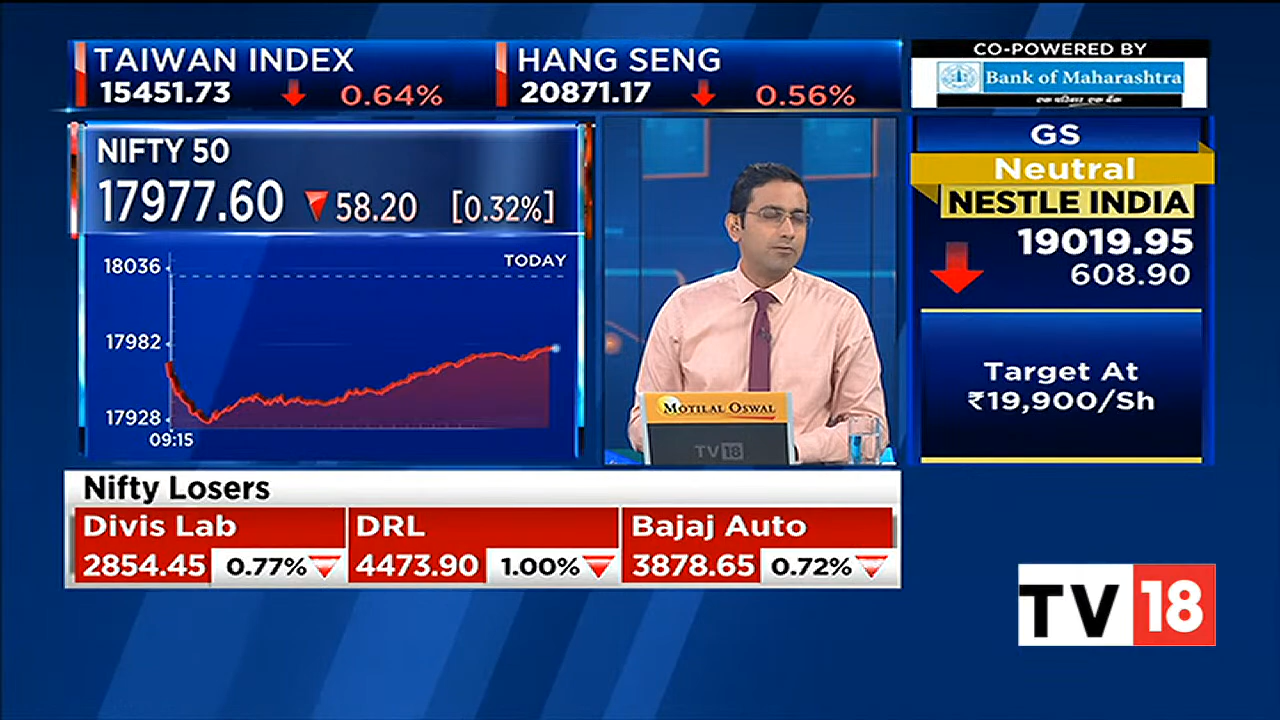 TAIWAN INDEX
15451.73 0.64%
HANG SENG
20871.17 0.56%
CO-POWERED BY
Bank of Maharashtra
एक परिवार एक बैंक
NIFTY 50
17977.60 58.20 [0.32%]
TODAY
18036
17982
17928
09:15
MOTILAL OSWAL
TV18
GS
Neutral
NESTLE INDIA
19019.95
608.90
Target At
₹19,900/Sh
Nifty Losers
Divis Lab
2854.45 0.77%
DRL
4473.90 1.00%
Bajaj Auto
3878.65 0.72%
TV18